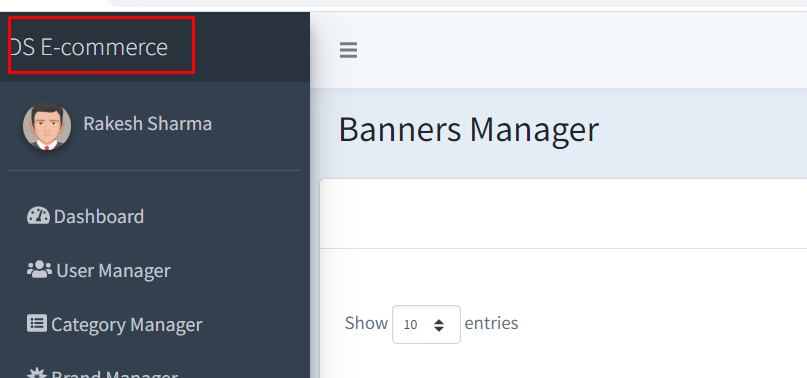 DS E-commerce
Rakesh Sharma
Banners Manager
Dashboard
User Manager
Category Manager
Show 10 entries
Brand Manager